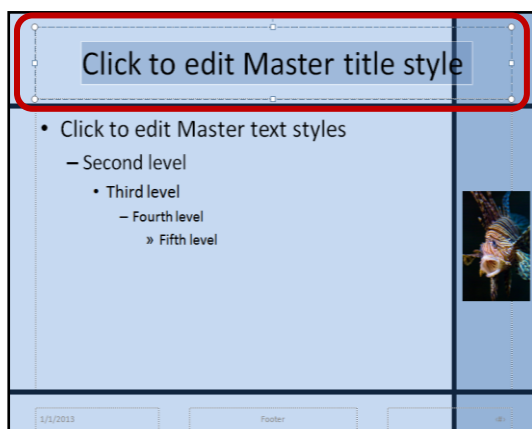 Click to edit Master title style
• Click to edit Master text styles
– Second level
• Third level
– Fourth level
» Fifth level
1/1/2013 Footer ‹#›